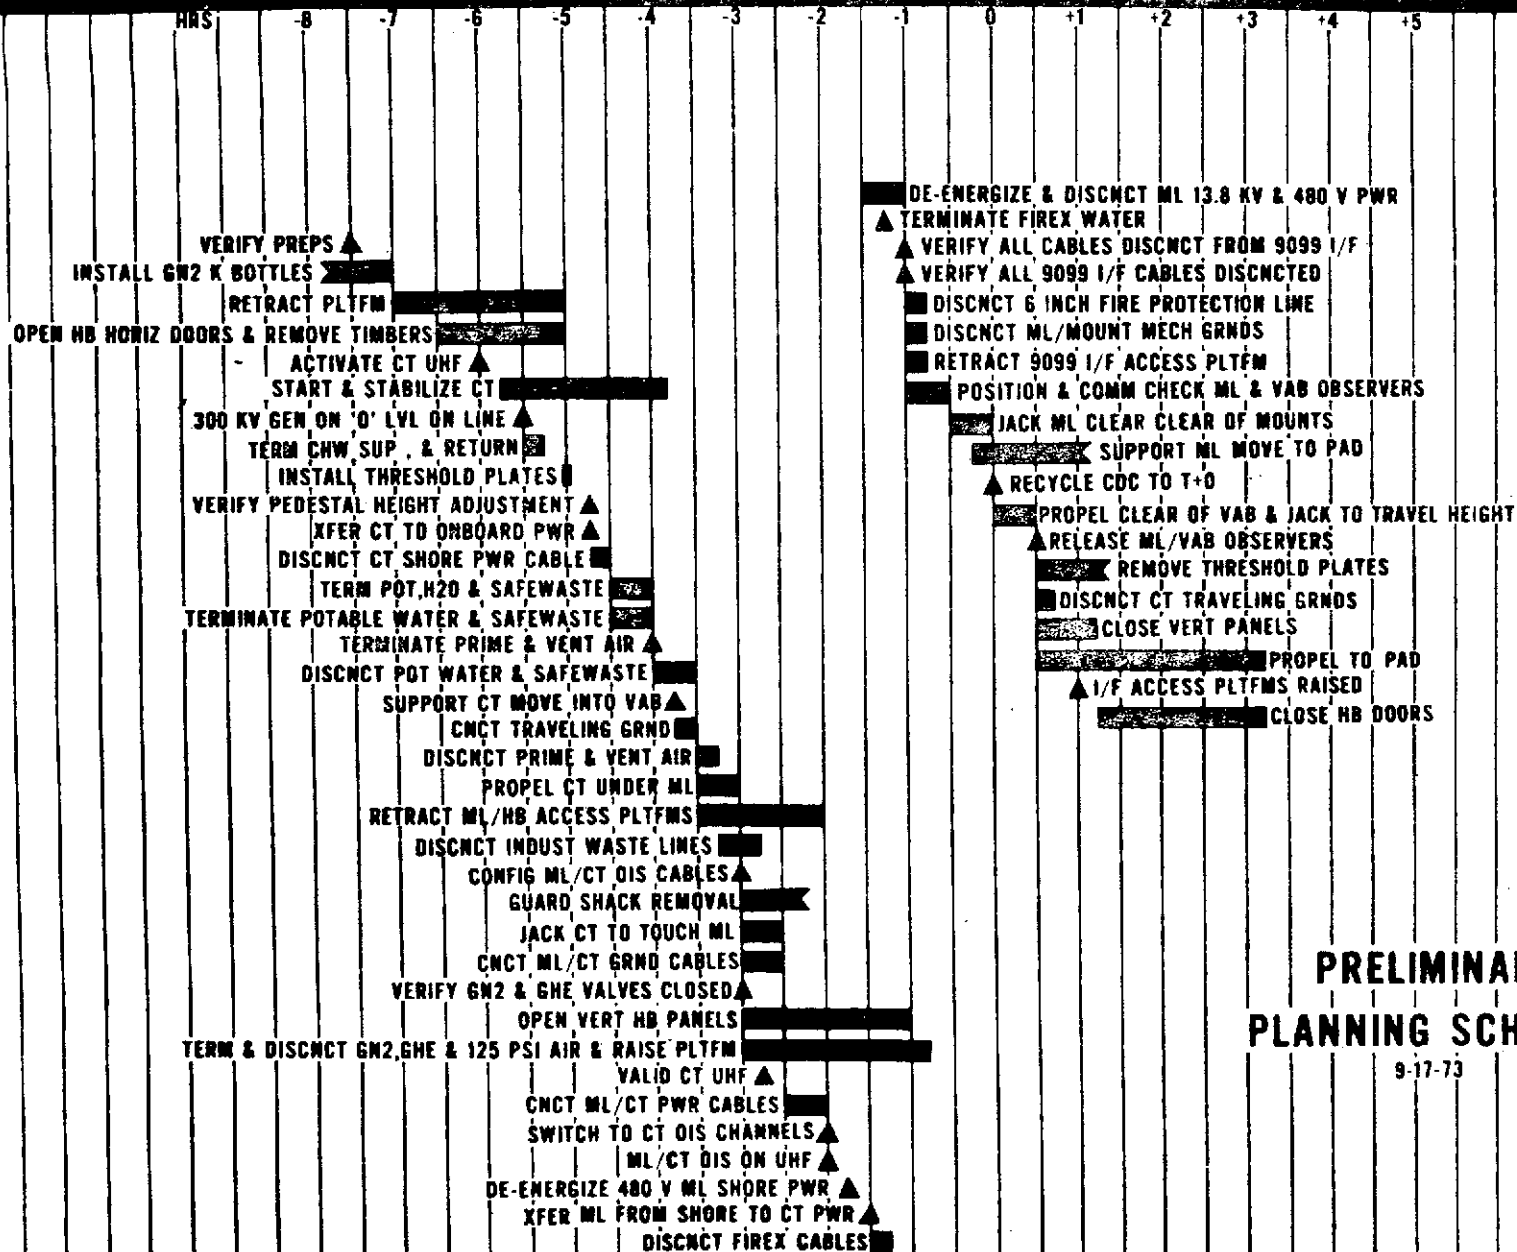 HRS -8 -7 -6 -5 -4 -3 -2 -1 0 +1 +2 +3 +4 +5
VERIFY PREPS
INSTALL GN2 K BOTTLES
RETRACT PLTFM
OPEN HB HORIZ DOORS & REMOVE TIMBERS
ACTIVATE CT UHF
START & STABILIZE CT
300 KV GEN ON 'O' LVL ON LINE
TERM CHW SUP , & RETURN
INSTALL THRESHOLD PLATES
VERIFY PEDESTAL HEIGHT ADJUSTMENT
XFER CT TO ONBOARD PWR
DISCNCT CT SHORE PWR CABLE
TERM POT,H2O & SAFEWASTE
TERMINATE POTABLE WATER & SAFEWASTE
TERMINATE PRIME & VENT AIR
DISCNCT POT WATER & SAFEWASTE
SUPPORT CT MOVE INTO VAB
CNCT TRAVELING GRND
DISCNCT PRIME & VENT AIR
PROPEL CT UNDER ML
RETRACT ML/HB ACCESS PLTFMS
DISCNCT INDUST WASTE LINES
CONFIG ML/CT OIS CABLES
GUARD SHACK REMOVAL
JACK CT TO TOUCH ML
CNCT ML/CT GRND CABLES
VERIFY GN2 & GHE VALVES CLOSED
OPEN VERT HB PANELS
TERM & DISCNCT GN2,GHE & 125 PSI AIR & RAISE PLTFM
VALID CT UHF
CNCT ML/CT PWR CABLES
SWITCH TO CT OIS CHANNELS
ML/CT OIS ON UHF
DE-ENERGIZE 480 V ML SHORE PWR
XFER ML FROM SHORE TO CT PWR
DISCNCT FIREX CABLES
DE-ENERGIZE & DISCNCT ML 13.8 KV & 480 V PWR
TERMINATE FIREX WATER
VERIFY ALL CABLES DISCNCT FROM 9099 I/F
VERIFY ALL 9099 I/F CABLES DISCNCTED
DISCNCT 6 INCH FIRE PROTECTION LINE
DISCNCT ML/MOUNT MECH GRNDS
RETRACT 9099 I/F ACCESS PLTFM
POSITION & COMM CHECK ML & VAB OBSERVERS
JACK ML CLEAR CLEAR OF MOUNTS
SUPPORT ML MOVE TO PAD
RECYCLE CDC TO T+0
PROPEL CLEAR OF VAB & JACK TO TRAVEL HEIGHT
RELEASE ML/VAB OBSERVERS
REMOVE THRESHOLD PLATES
DISCNCT CT TRAVELING GRNDS
CLOSE VERT PANELS
PROPEL TO PAD
I/F ACCESS PLTFMS RAISED
CLOSE HB DOORS
PRELIMINA
PLANNING SCH
9-17-73